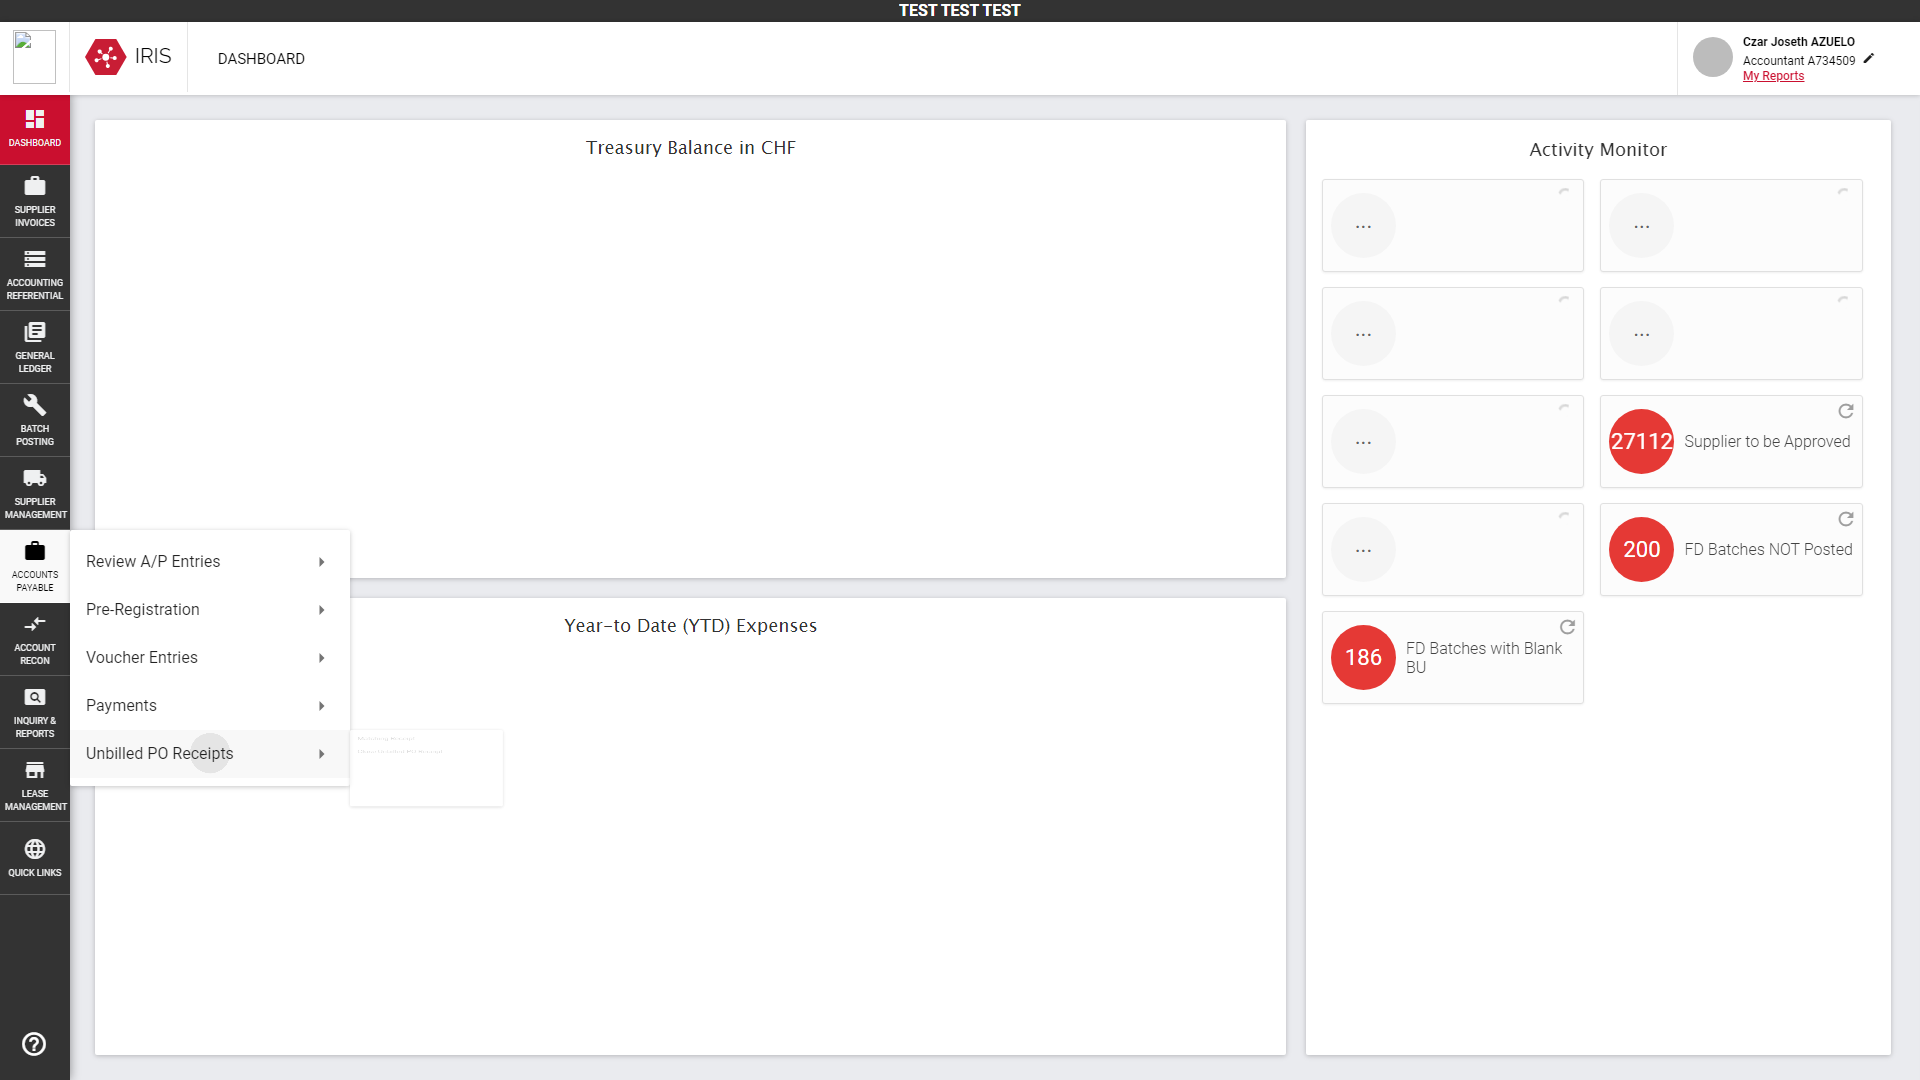 TEST TEST TEST
IRIS
DASHBOARD
Czar Joseth AZUELO
Accountant A734509
My Reports
DASHBOARD
SUPPLIER
INVOICES
ACCOUNTING
REFERENTIAL
GENERAL
LEDGER
BATCH
POSTING
SUPPLIER
MANAGEMENT
ACCOUNTS
PAYABLE
ACCOUNT
RECON
INQUIRY &
REPORTS
LEASE
MANAGEMENT
QUICK LINKS
Review A/P Entries
Pre-Registration
Voucher Entries
Payments
Unbilled PO Receipts
Treasury Balance in CHF
Year-to Date (YTD) Expenses
Activity Monitor
...
...
...
...
...
27112 Supplier to be Approved
...
200 FD Batches NOT Posted
186 FD Batches with Blank
BU